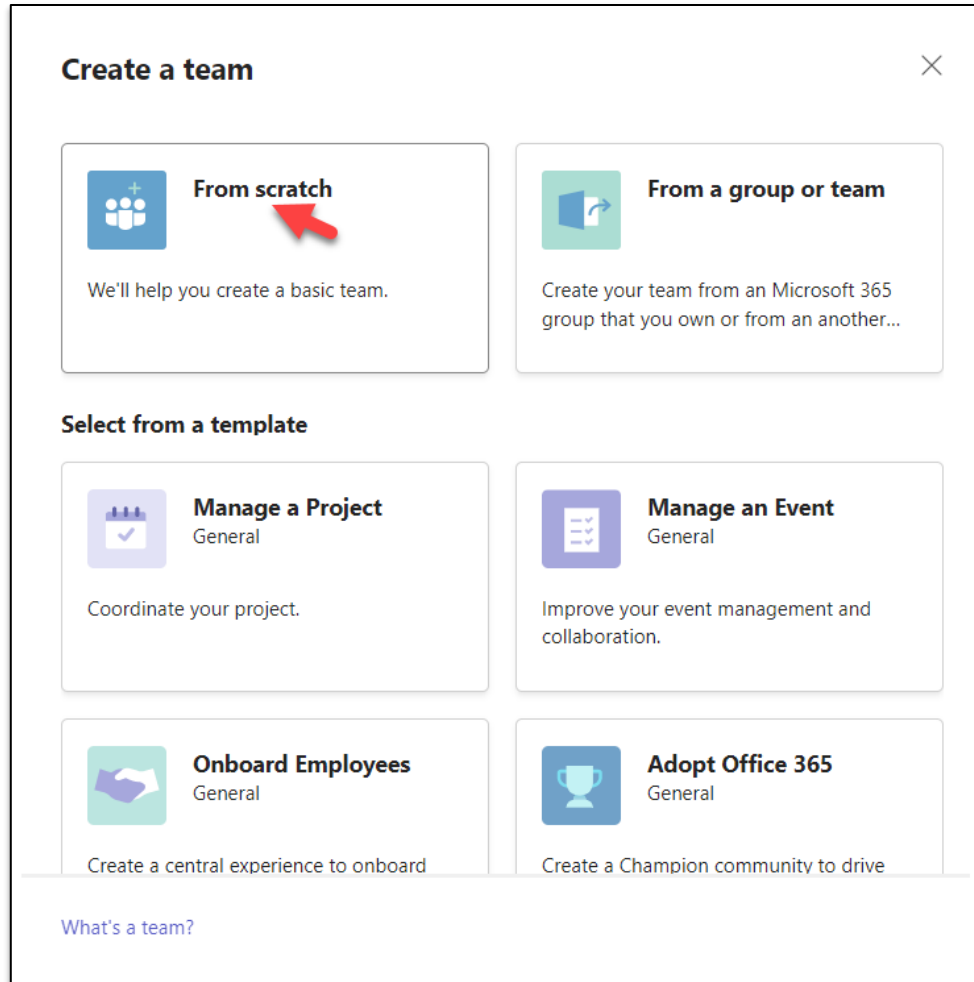 Create a team
From scratch
We'll help you create a basic team.
From a group or team
Create your team from an Microsoft 365
group that you own or from an another...
Select from a template
Manage a Project
General
Coordinate your project.
Manage an Event
General
Improve your event management and
collaboration.
Onboard Employees
General
Create a central experience to onboard
Adopt Office 365
General
Create a Champion community to drive
What's a team?